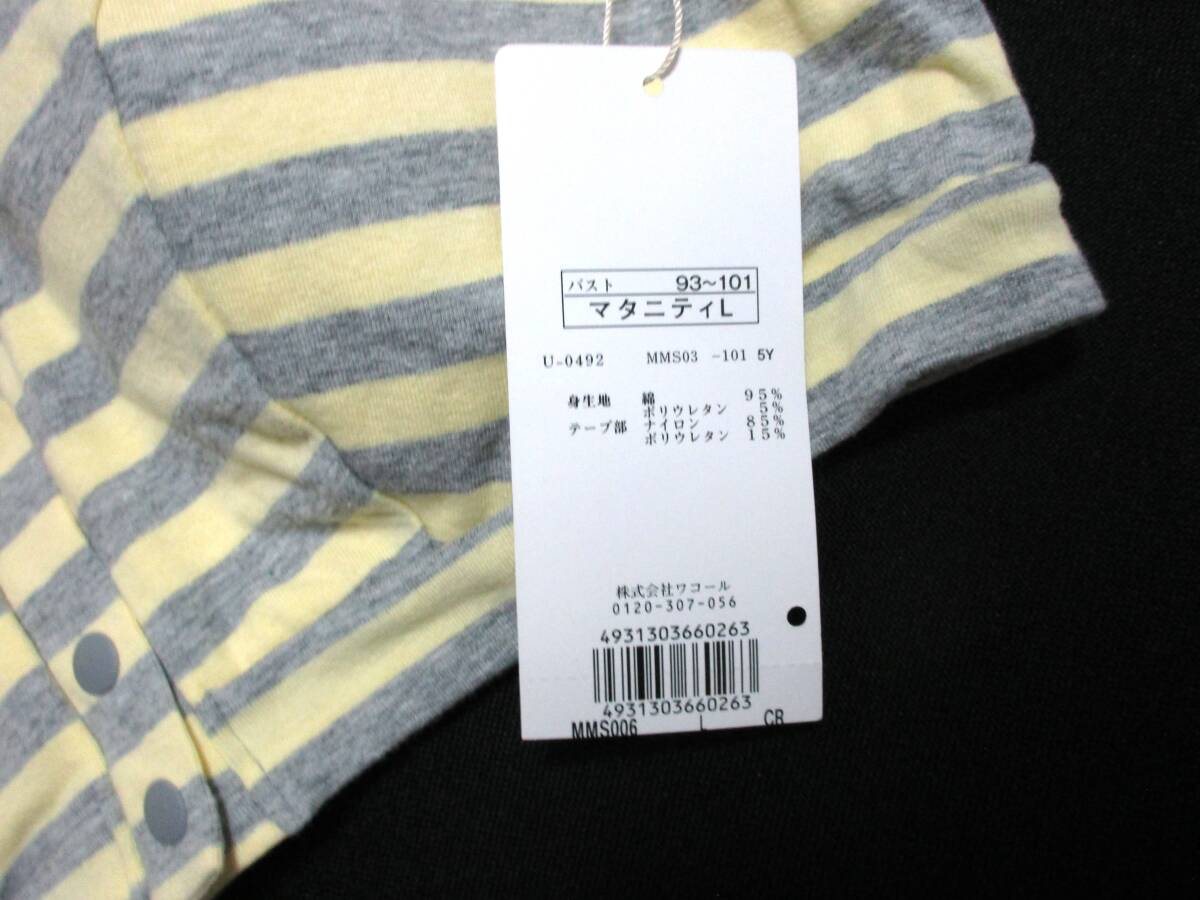 バスト 93~101
マタニティL
U-0492 MMS03 -101 5Y
身生地 綿 95%
ポリウレタン 5%
テープ部 ナイロン 85%
ポリウレタン 15%
株式会社ワコール
0120-307-056
4931303660263
4931303660263
MMS006 L CR